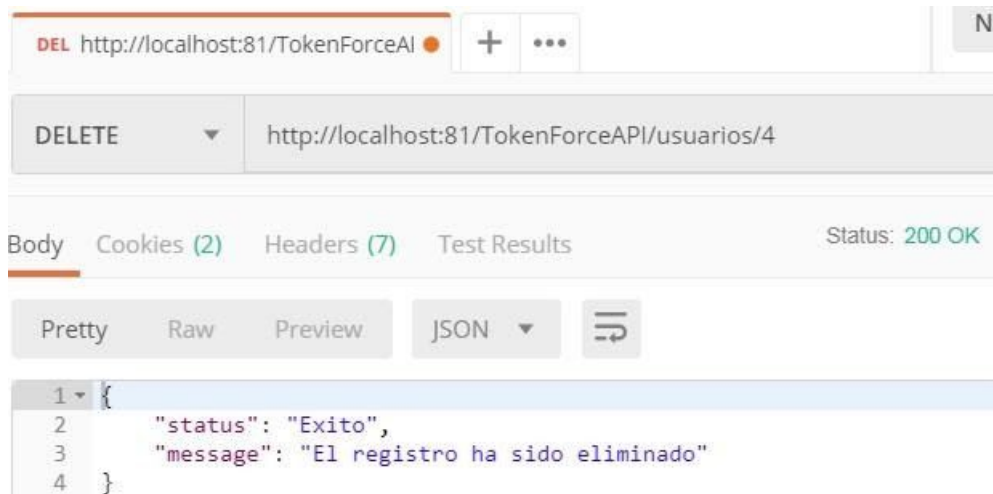 DEL http://localhost:81/TokenForceAI
N
DELETE http://localhost:81/TokenForceAPI/usuarios/4
Body Cookies (2) Headers (7) Test Results Status: 200 OK
Pretty Raw Preview JSON
1 {
2 "status": "Exito",
3 "message": "El registro ha sido eliminado"
4 }